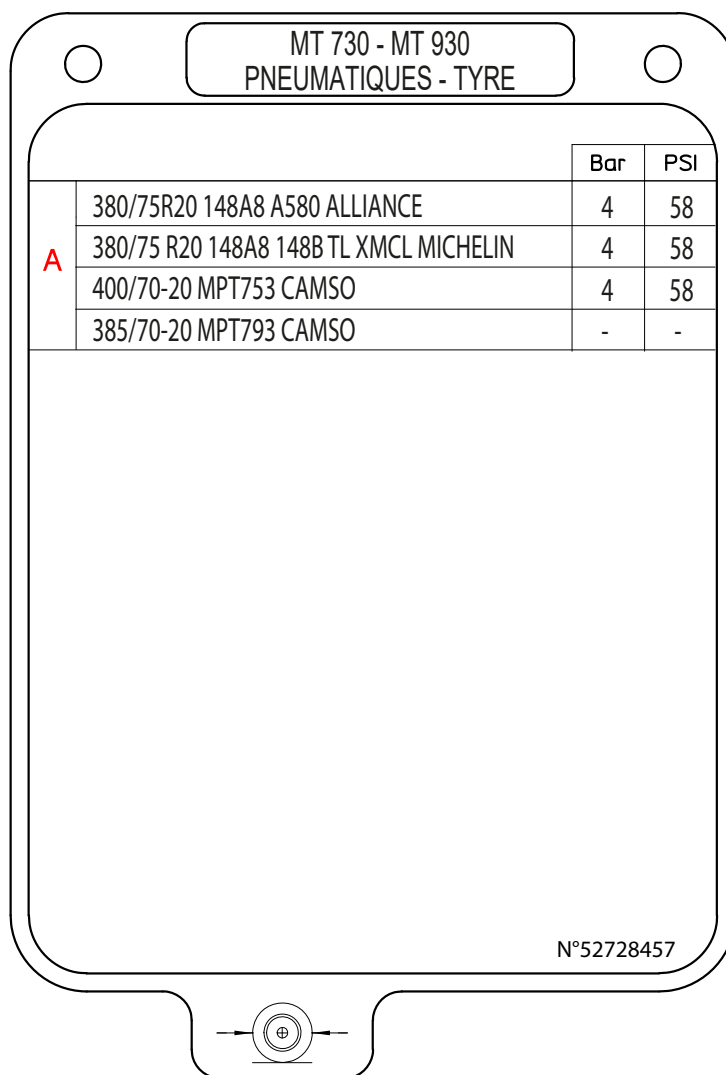 MT 730 - MT 930
PNEUMATIQUES - TYRE
Bar PSI
A
380/75R20 148A8 A580 ALLIANCE 4 58
380/75 R20 148A8 148B TL XMCL MICHELIN 4 58
400/70-20 MPT753 CAMSO 4 58
385/70-20 MPT793 CAMSO - -
N°52728457